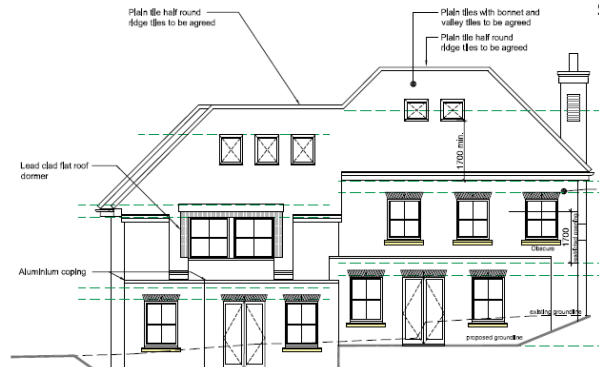 Plain tile half round
ridge tiles to be agreed
Plain tiles with bonnet and
valley tiles to be agreed
Plain tile half round
ridge tiles to be agreed
1700 min.
Lead clad flat roof
dormer
Obscure
1700
Aluminium coping
existing groundline
proposed groundline